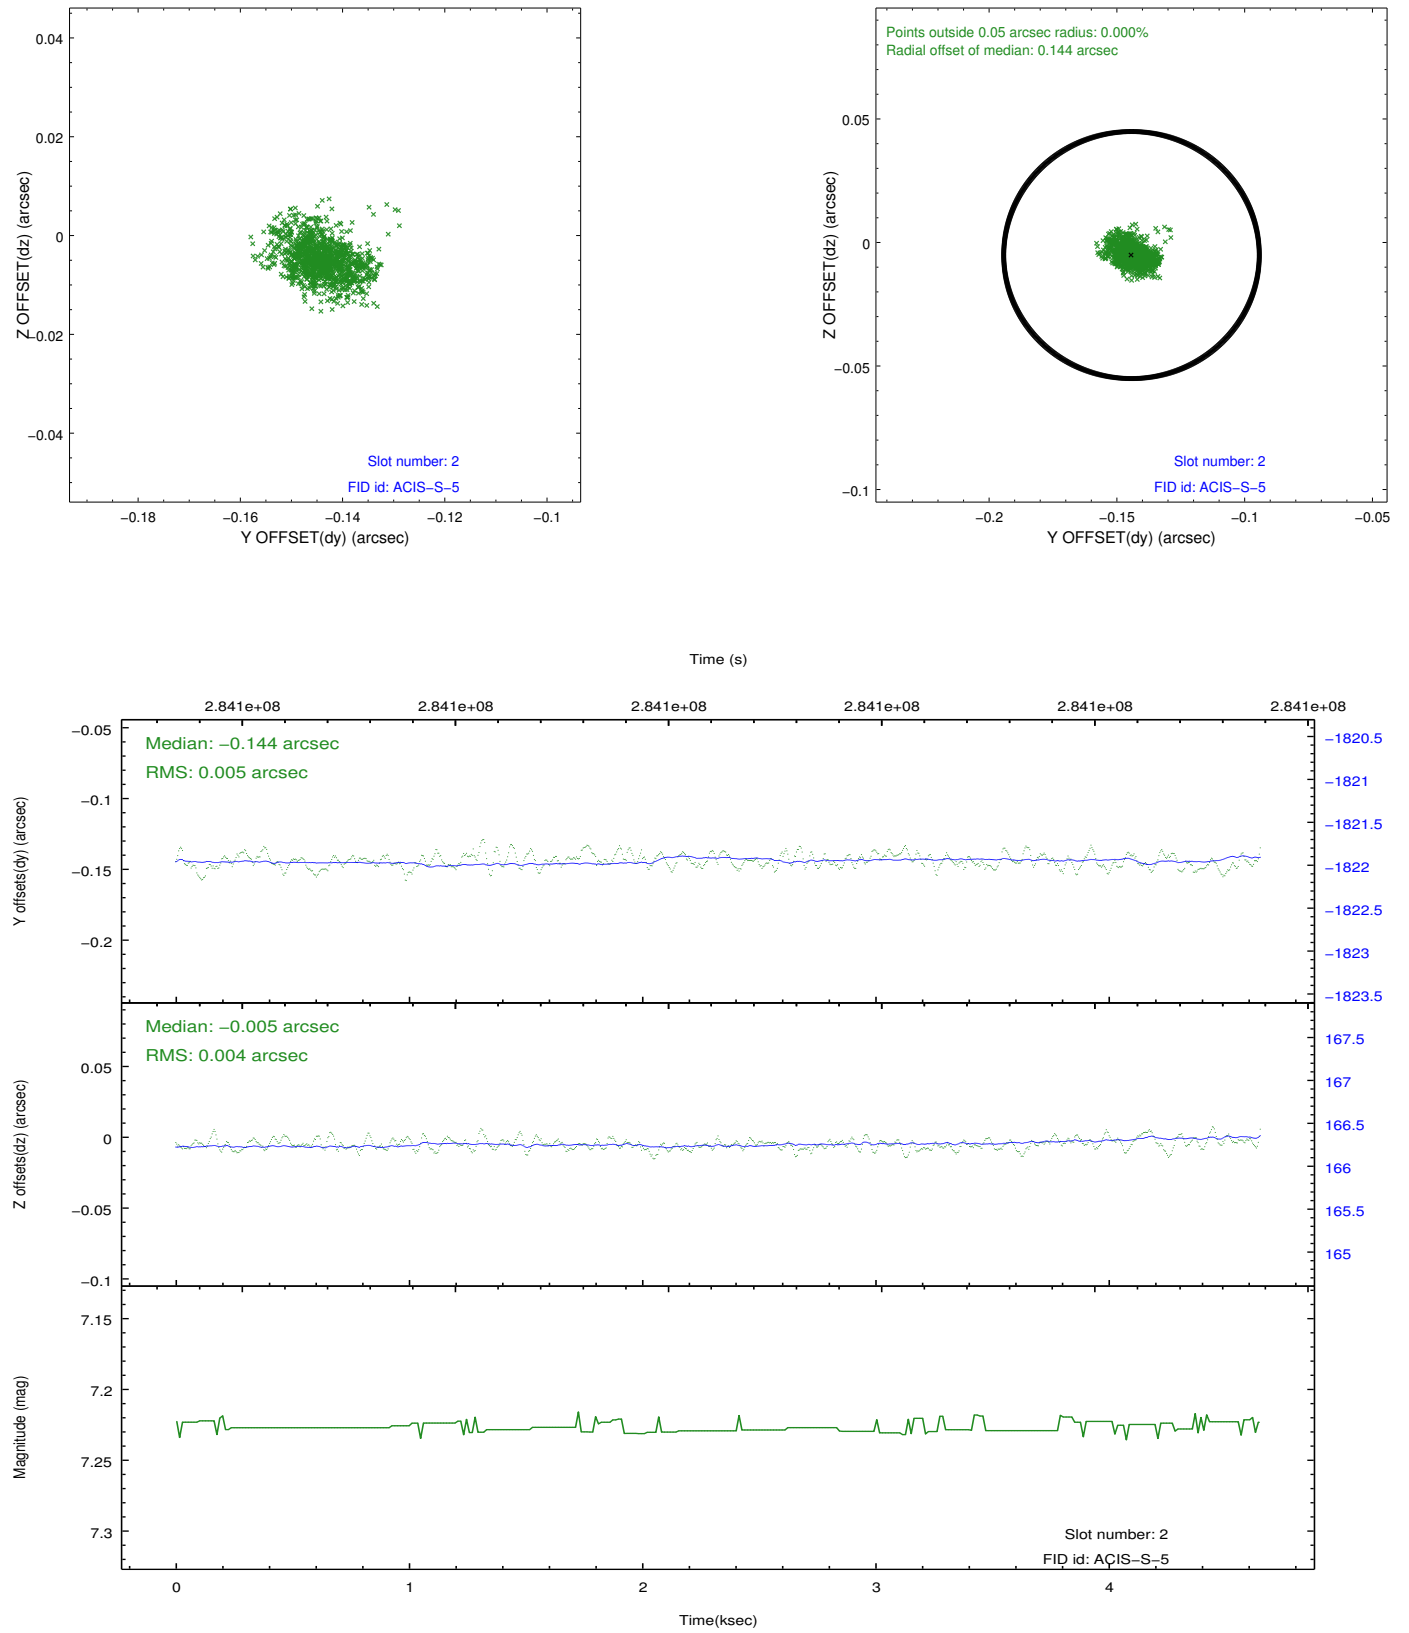 0.04
0.02
0
−0.02
−0.04
Z OFFSET(dz) (arcsec)
−0.18
−0.16
−0.14
−0.12
−0.1
Y OFFSET(dy) (arcsec)
Slot number: 2
FID id: ACIS−S−5
Points outside 0.05 arcsec radius: 0.000%
Radial offset of median: 0.144 arcsec
0.05
0
−0.05
−0.1
Z OFFSET(dz) (arcsec)
Slot number: 2
FID id: ACIS−S−5
−0.2
−0.15
−0.1
−0.05
Y OFFSET(dy) (arcsec)
Time (s)
2.841e+08
2.841e+08
2.841e+08
2.841e+08
2.841e+08
2.841e+08
Median: −0.144 arcsec
RMS: 0.005 arcsec
−0.05
−0.1
−0.15
−0.2
Y offsets(dy) (arcsec)
−1820.5
−1821
−1821.5
−1822
−1822.5
−1823
−1823.5
Median: −0.005 arcsec
RMS: 0.004 arcsec
0.05
0
−0.05
−0.1
Z offsets(dz) (arcsec)
167.5
167
166.5
166
165.5
165
7.15
7.2
7.25
7.3
Magnitude (mag)
Slot number: 2
FID id: ACIS−S−5
0
1
2
3
4
Time(ksec)